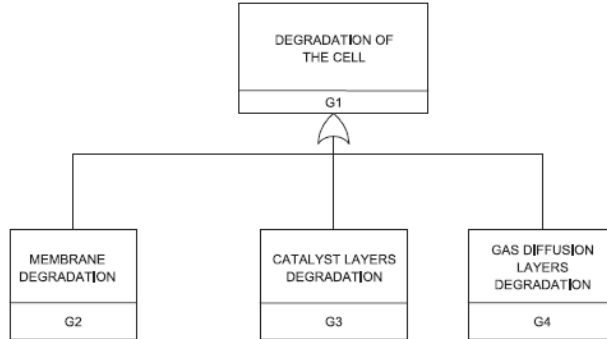 DEGRADATION OF
THE CELL
G1
MEMBRANE
DEGRADATION
G2
CATALYST LAYERS
DEGRADATION
G3
GAS DIFFUSION
LAYERS
DEGRADATION
G4